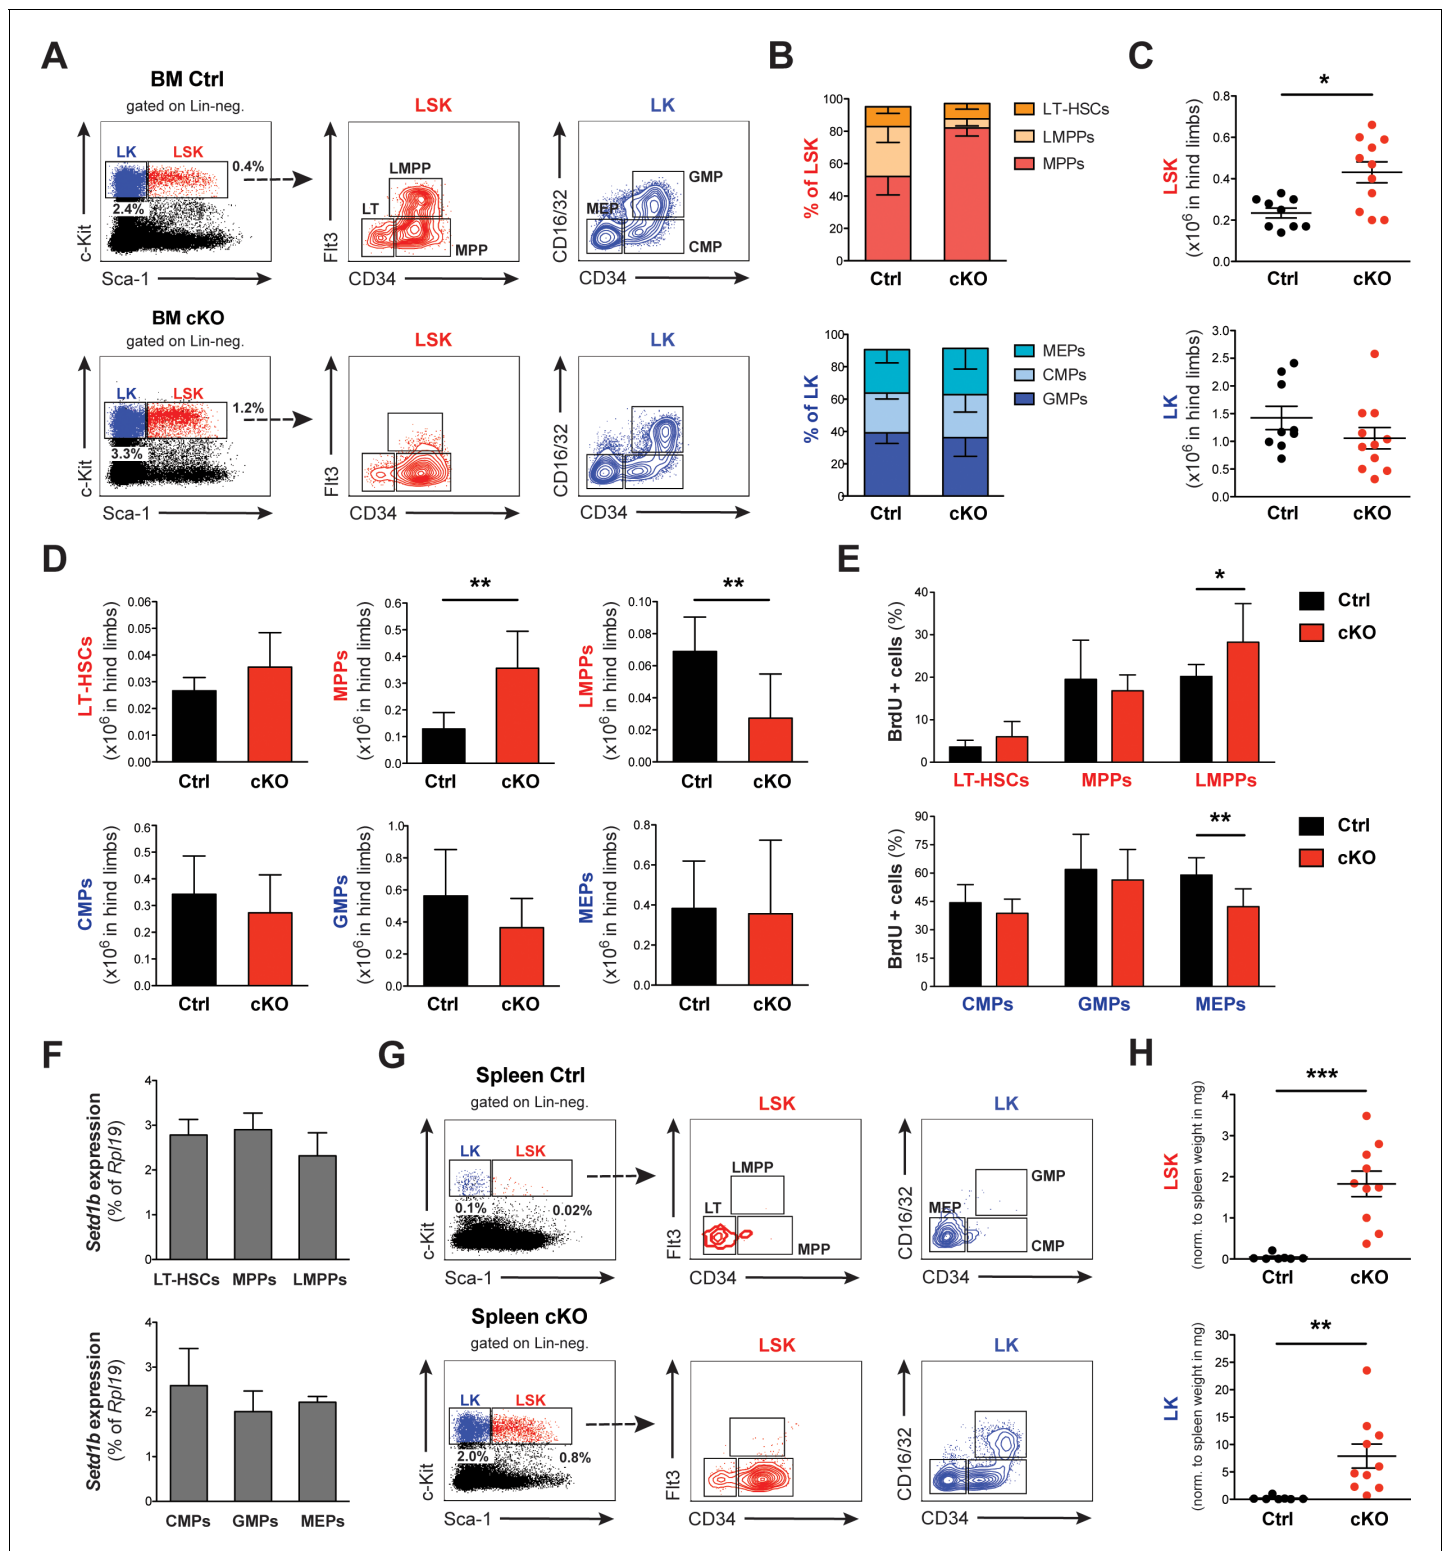 A
BM Ctrl
gated on Lin-neg.
LK
LSK
0.4%
2.4%
c-Kit
Sca-1
LSK
LMPP
LT
MPP
Flt3
CD34
LK
GMP
MEP
CMP
CD16/32
CD34
BM cKO
gated on Lin-neg.
LK
LSK
1.2%
3.3%
c-Kit
Sca-1
LSK
Flt3
CD34
LK
CD16/32
CD34
B
% of LSK
100
80
60
40
20
0
Ctrl
cKO
LT-HSCs
LMPPs
MPPs
% of LK
100
80
60
40
20
0
Ctrl
cKO
MEPs
CMPs
GMPs
C
*
LSK
(x10⁶ in hind limbs)
0.8
0.6
0.4
0.2
0.0
Ctrl
cKO
LK
(x10⁶ in hind limbs)
3.0
2.5
2.0
1.5
1.0
0.5
0.0
Ctrl
cKO
D
LT-HSCs
(x10⁶ in hind limbs)
0.06
0.05
0.04
0.03
0.02
0.01
0.00
Ctrl
cKO
**
MPPs
(x10⁶ in hind limbs)
0.6
0.5
0.4
0.3
0.2
0.1
0.0
Ctrl
cKO
**
LMPPs
(x10⁶ in hind limbs)
0.10
0.08
0.06
0.04
0.02
0.00
Ctrl
cKO
CMPs
(x10⁶ in hind limbs)
0.6
0.5
0.4
0.3
0.2
0.1
0.0
Ctrl
cKO
GMPs
(x10⁶ in hind limbs)
1.0
0.8
0.6
0.4
0.2
0.0
Ctrl
cKO
MEPs
(x10⁶ in hind limbs)
0.8
0.6
0.4
0.2
0.0
Ctrl
cKO
E
BrdU + cells (%)
40
30
20
10
0
*
LT-HSCs
MPPs
LMPPs
Ctrl
cKO
BrdU + cells (%)
90
75
60
45
30
15
0
**
CMPs
GMPs
MEPs
Ctrl
cKO
F
Setd1b expression
(% of Rpl19)
4
3
2
1
0
LT-HSCs
MPPs
LMPPs
Setd1b expression
(% of Rpl19)
4
3
2
1
0
CMPs
GMPs
MEPs
G
Spleen Ctrl
gated on Lin-neg.
LK
LSK
0.1%
0.02%
c-Kit
Sca-1
LSK
LMPP
LT
MPP
Flt3
CD34
LK
GMP
MEP
CMP
CD16/32
CD34
Spleen cKO
gated on Lin-neg.
LK
LSK
2.0%
0.8%
c-Kit
Sca-1
LSK
Flt3
CD34
LK
CD16/32
CD34
H
***
LSK
(norm. to spleen weight in mg)
4
3
2
1
0
Ctrl
cKO
**
LK
(norm. to spleen weight in mg)
30
25
20
15
10
5
0
Ctrl
cKO